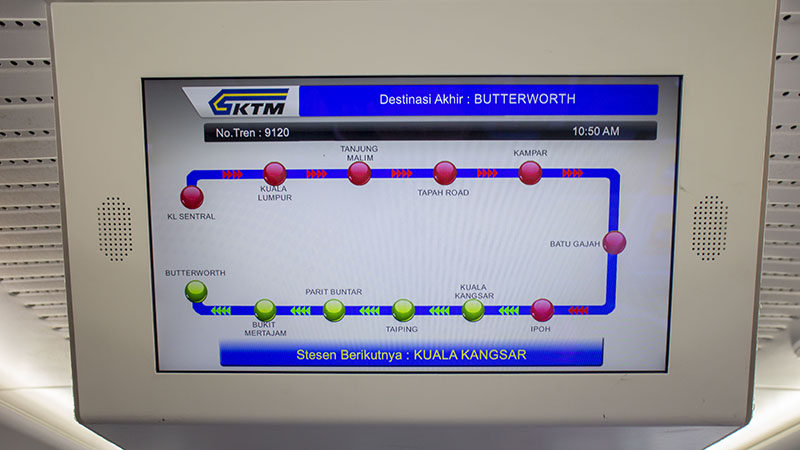 KTM
Destinasi Akhir : BUTTERWORTH
No.Tren : 9120
10:50 AM
KL SENTRAL
KUALA
LUMPUR
TANJUNG
MALIM
TAPAH ROAD
KAMPAR
BATU GAJAH
IPOH
KUALA
KANGSAR
TAIPING
PARIT BUNTAR
BUKIT
MERTAJAM
BUTTERWORTH
Stesen Berikutnya : KUALA KANGSAR